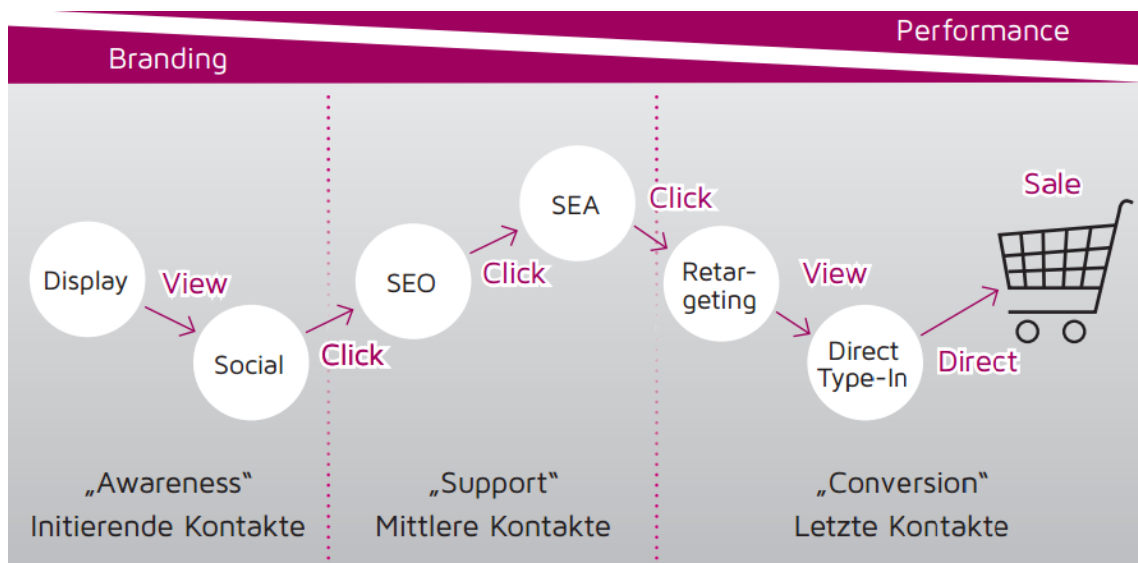 Performance
Branding
Display
View
Social
Click
SEO
Click
SEA
Click
Retar-
geting
View
Direct
Type-In
Direct
Sale
„Awareness“
Initierende Kontakte
„Support“
Mittlere Kontakte
„Conversion“
Letzte Kontakte